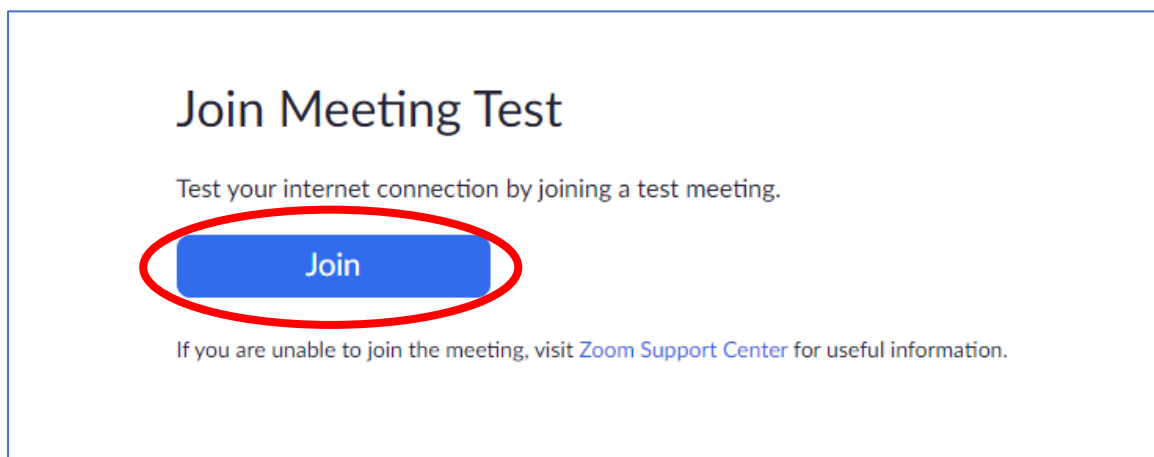 Join Meeting Test
Test your internet connection by joining a test meeting.
Join
If you are unable to join the meeting, visit Zoom Support Center for useful information.